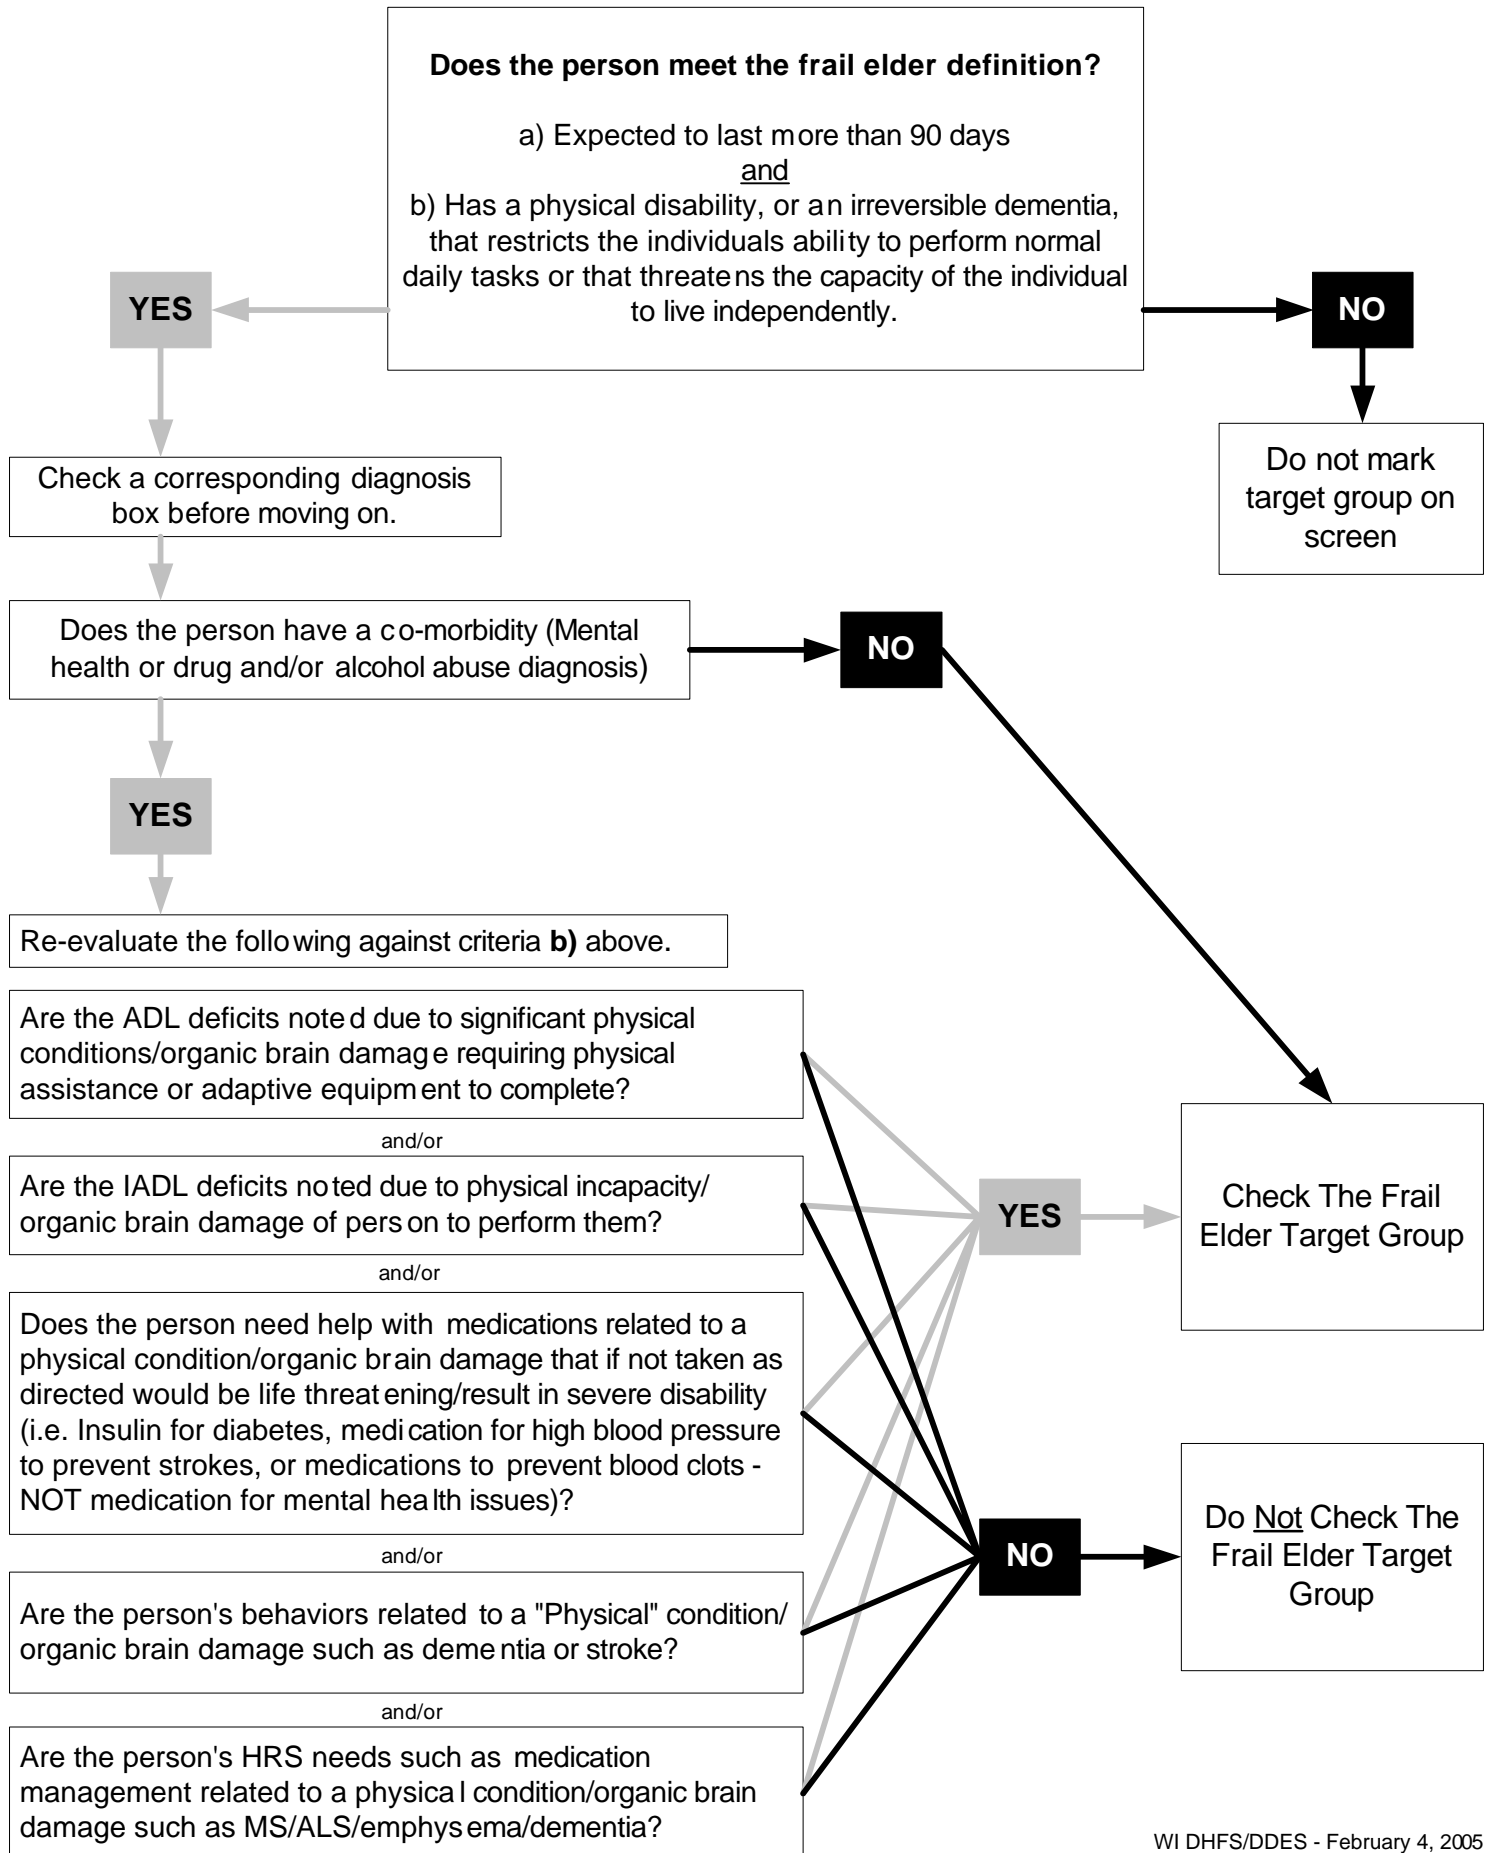 Does the person meet the frail elder definition?
a) Expected to last more than 90 days
and
b) Has a physical disability, or an irreversible dementia,
that restricts the individuals ability to perform normal
daily tasks or that threatens the capacity of the individual
to live independently.
YES
NO
Check a corresponding diagnosis
box before moving on.
Do not mark
target group on
screen
Does the person have a co-morbidity (Mental
health or drug and/or alcohol abuse diagnosis)
NO
YES
Re-evaluate the following against criteria b) above.
Are the ADL deficits noted due to significant physical
conditions/organic brain damage requiring physical
assistance or adaptive equipment to complete?
and/or
Are the IADL deficits noted due to physical incapacity/
organic brain damage of person to perform them?
and/or
Does the person need help with medications related to a
physical condition/organic brain damage that if not taken as
directed would be life threatening/result in severe disability
(i.e. Insulin for diabetes, medication for high blood pressure
to prevent strokes, or medications to prevent blood clots -
NOT medication for mental health issues)?
and/or
Are the person's behaviors related to a "Physical" condition/
organic brain damage such as dementia or stroke?
and/or
Are the person's HRS needs such as medication
management related to a physical condition/organic brain
damage such as MS/ALS/emphysema/dementia?
YES
Check The Frail
Elder Target Group
NO
Do Not Check The
Frail Elder Target
Group
WI DHFS/DDES - February 4, 2005